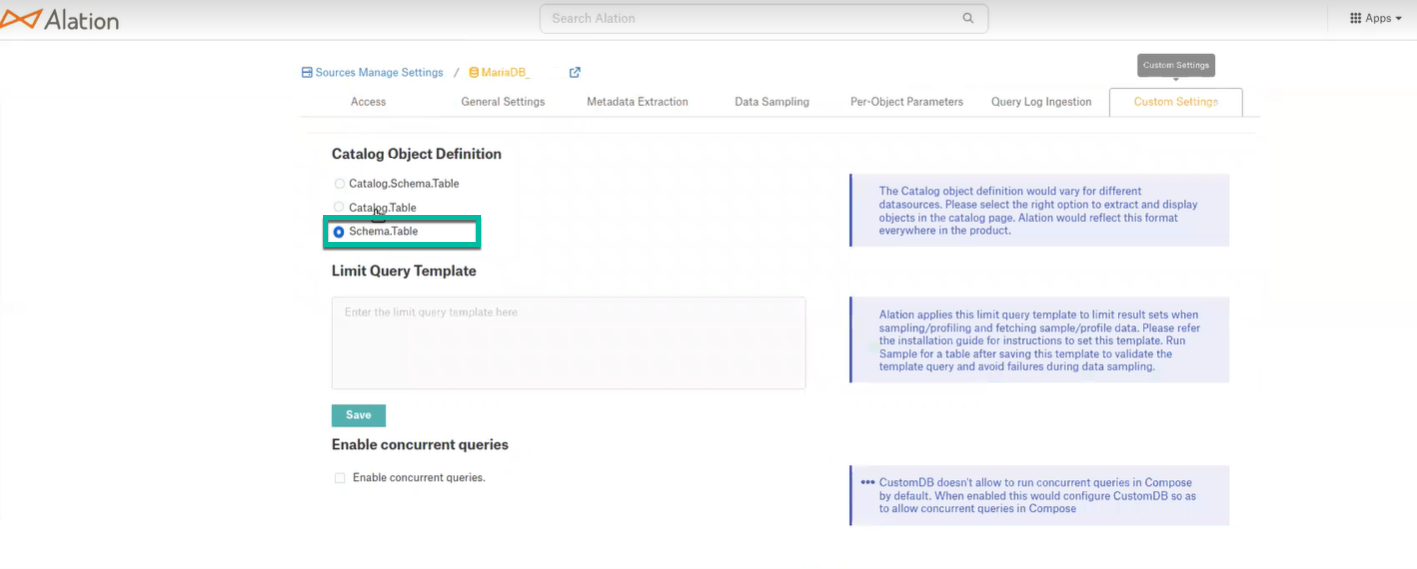 Alation
Search Alation
Apps
Sources Manage Settings / MariaDB_
Custom Settings
Access
General Settings
Metadata Extraction
Data Sampling
Per-Object Parameters
Query Log Ingestion
Custom Settings
Catalog Object Definition
Catalog.Schema.Table
Catalog.Table
Schema.Table
The Catalog object definition would vary for different
datasources. Please select the right option to extract and display
objects in the catalog page. Alation would reflect this format
everywhere in the product.
Limit Query Template
Enter the limit query template here
Alation applies this limit query template to limit result sets when
sampling/profiling and fetching sample/profile data. Please refer
the installation guide for instructions to set this template. Run
Sample for a table after saving this template to validate the
template query and avoid failures during data sampling.
Save
Enable concurrent queries
Enable concurrent queries.
CustomDB doesn't allow to run concurrent queries in Compose
by default. When enabled this would configure CustomDB so as
to allow concurrent queries in Compose